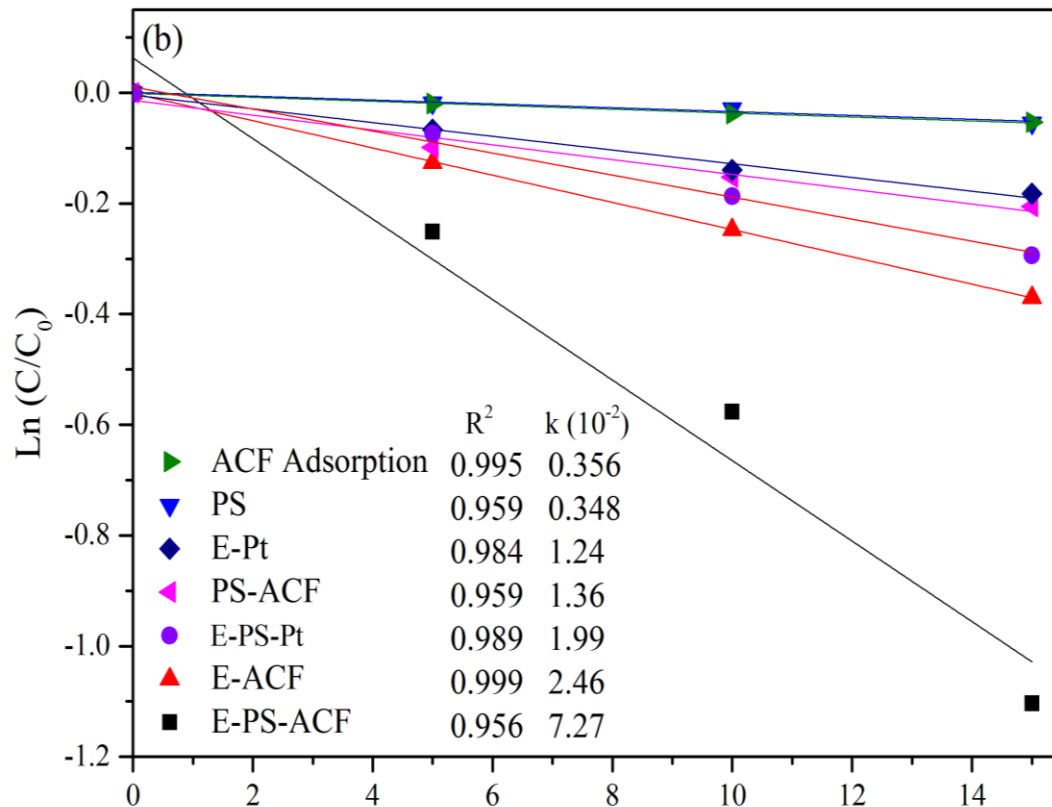 (b)
0.0
-0.2
-0.4
-0.6
-0.8
-1.0
-1.2
Ln (C/C₀)
R² k (10⁻²)
ACF Adsorption 0.995 0.356
PS 0.959 0.348
E-Pt 0.984 1.24
PS-ACF 0.959 1.36
E-PS-Pt 0.989 1.99
E-ACF 0.999 2.46
E-PS-ACF 0.956 7.27
0 2 4 6 8 10 12 14